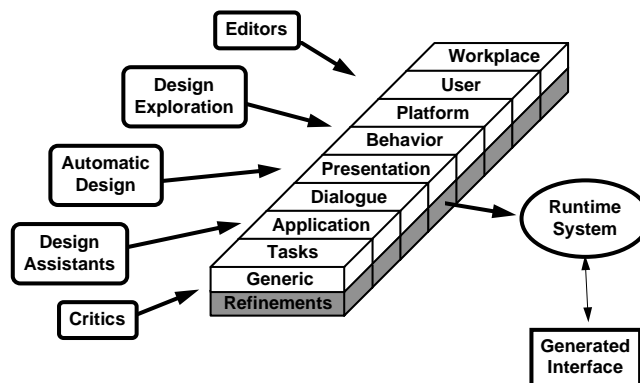 Editors
Design
Exploration
Automatic
Design
Design
Assistants
Critics
Workplace
User
Platform
Behavior
Presentation
Dialogue
Application
Tasks
Generic
Refinements
Runtime
System
Generated
Interface